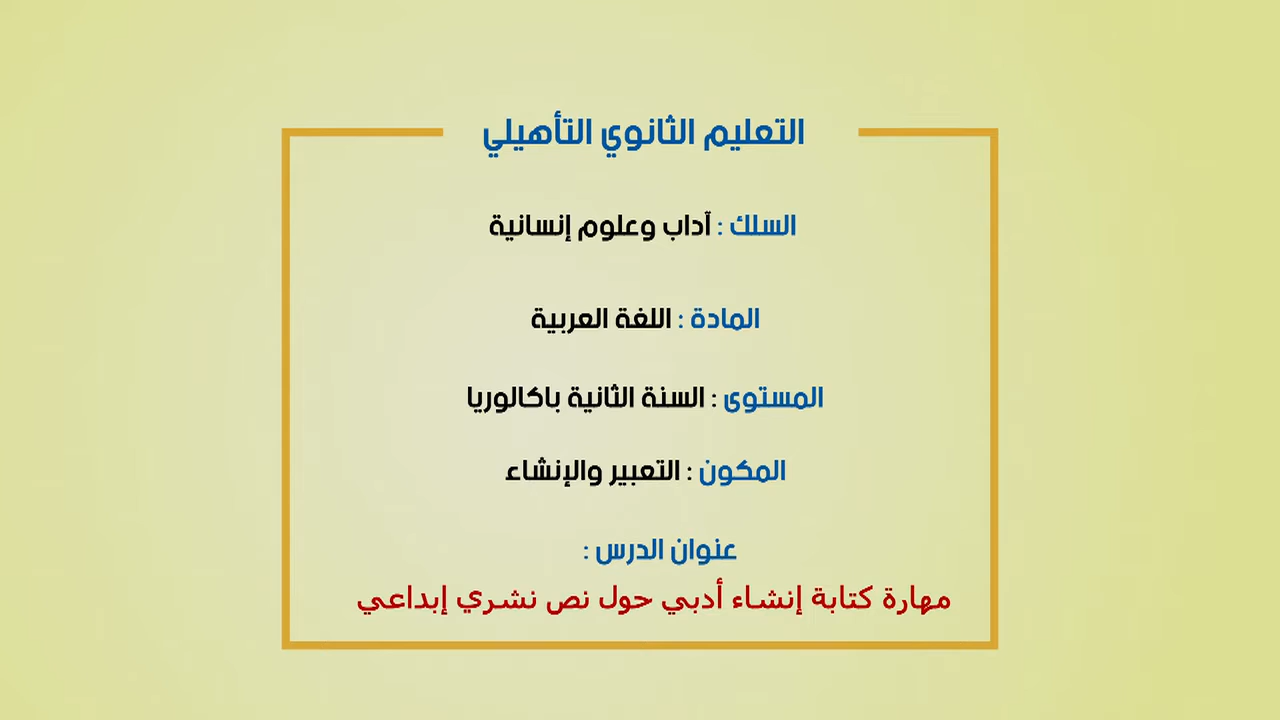 التعليم الثانوي التأهيلي
السلك : آداب وعلوم إنسانية
المادة : اللغة العربية
المستوى : السنة الثانية باكالوريا
المكون : التعبير والإنشاء
عنوان الدرس :
مهارة كتابة إنشاء أدبي حول نص نشري إبداعي